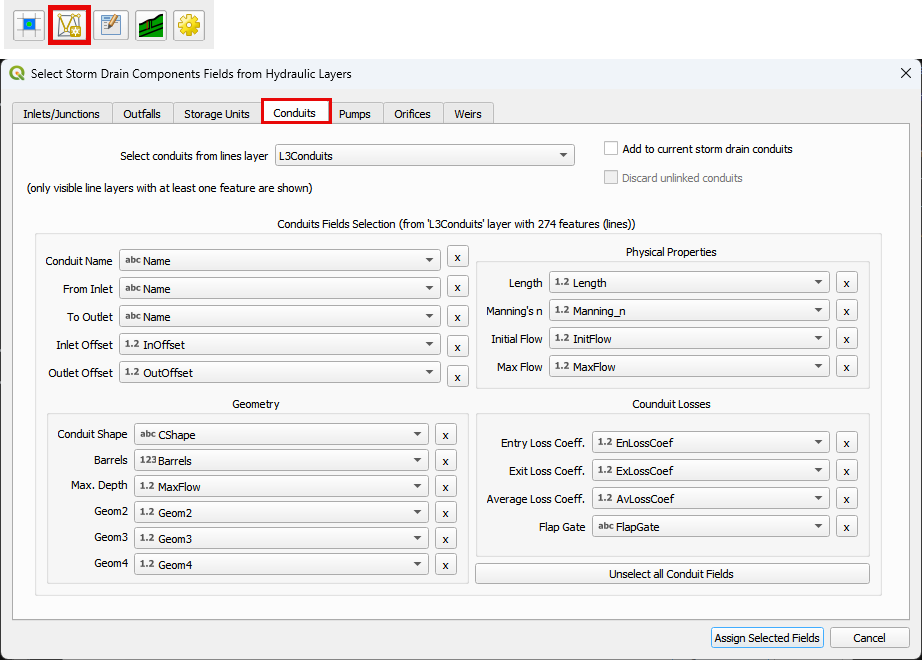 Select Storm Drain Components Fields from Hydraulic Layers
Inlets/Junctions Outfalls Storage Units Conduits Pumps Orifices Weirs
Select conduits from lines layer L3Conduits
Add to current storm drain conduits
(only visible line layers with at least one feature are shown)
Discard unlinked conduits
Conduits Fields Selection (from 'L3Conduits' layer with 274 features (lines))
Conduit Name abc Name x
From Inlet abc Name x
To Outlet abc Name x
Inlet Offset 1.2 InOffset x
Outlet Offset 1.2 OutOffset x
Physical Properties
Length 1.2 Length x
Manning's n 1.2 Manning_n x
Initial Flow 1.2 InitFlow x
Max Flow 1.2 MaxFlow x
Geometry
Conduit Shape abc CShape x
Barrels 123 Barrels x
Max. Depth 1.2 MaxFlow x
Geom2 1.2 Geom2 x
Geom3 1.2 Geom3 x
Geom4 1.2 Geom4 x
Counduit Losses
Entry Loss Coeff. 1.2 EnLossCoef x
Exit Loss Coeff. 1.2 ExLossCoef x
Average Loss Coeff. 1.2 AvLossCoef x
Flap Gate abc FlapGate x
Unselect all Conduit Fields
Assign Selected Fields Cancel